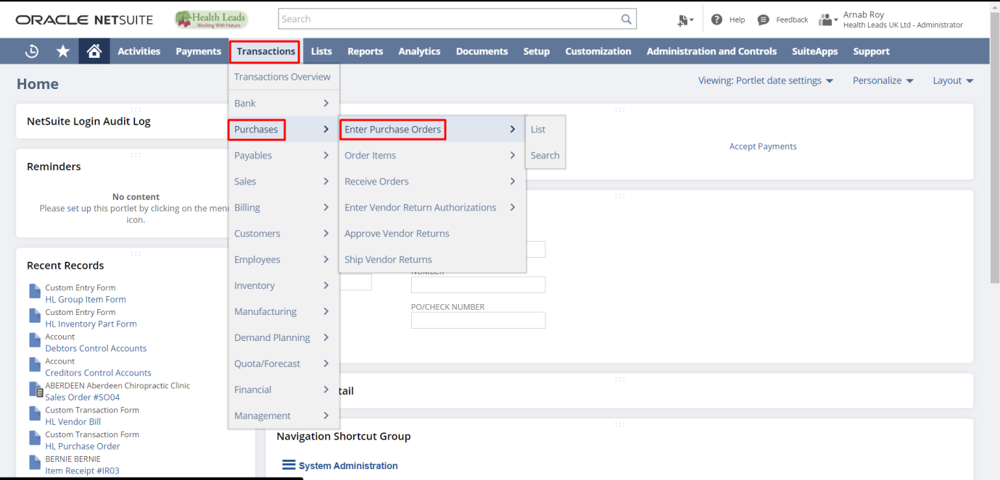 ORACLE NETSUITE
Health Leads
...Working With Nature
Search
Help
Feedback
Arnab Roy
Health Leads UK Ltd - Administrator
Activities
Payments
Transactions
Lists
Reports
Analytics
Documents
Setup
Customization
Administration and Controls
SuiteApps
Support
Home
Viewing: Portlet date settings
Personalize
Layout
NetSuite Login Audit Log
Reminders
No content
Please set up this portlet by clicking on the menu
icon.
Recent Records
Custom Entry Form
HL Group Item Form
Custom Entry Form
HL Inventory Part Form
Account
Debtors Control Accounts
Account
Creditors Control Accounts
ABERDEEN Aberdeen Chiropractic Clinic
Sales Order #SO04
Custom Transaction Form
HL Vendor Bill
Custom Transaction Form
HL Purchase Order
BERNIE BERNIE
Item Receipt #IR03
Transactions Overview
Bank
Purchases
Payables
Sales
Billing
Customers
Employees
Inventory
Manufacturing
Demand Planning
Quota/Forecast
Financial
Management
Enter Purchase Orders
Order Items
Receive Orders
Enter Vendor Return Authorizations
Approve Vendor Returns
Ship Vendor Returns
List
Search
Accept Payments
NUMBER
PO/CHECK NUMBER
tail
Navigation Shortcut Group
System Administration